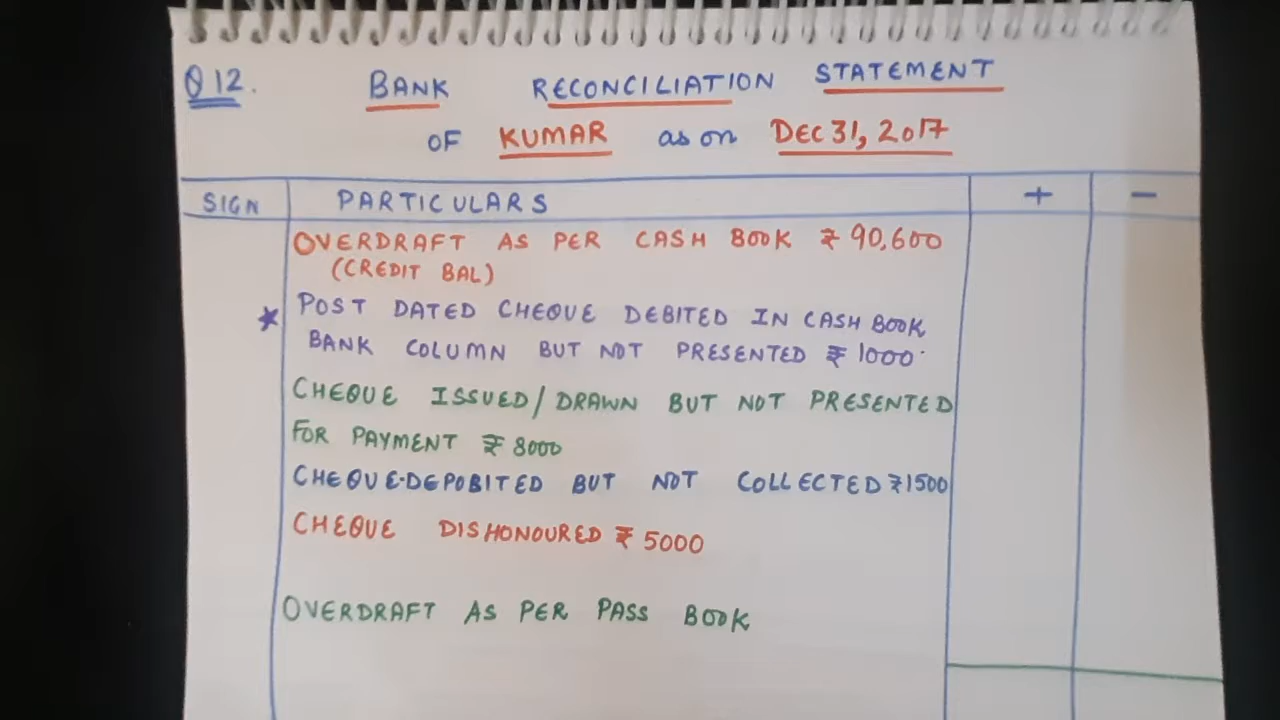 Q 12. BANK RECONCILIATION STATEMENT
OF KUMAR as on DEC 31, 2017
SIGN PARTICULARS + -
OVERDRAFT AS PER CASH BOOK ₹ 90,600
(CREDIT BAL)
★ POST DATED CHEQUE DEBITED IN CASH BOOK
BANK COLUMN BUT NOT PRESENTED ₹ 1000
CHEQUE ISSUED/DRAWN BUT NOT PRESENTED
FOR PAYMENT ₹ 8000
CHEQUE-DEPOBITED BUT NOT COLLECTED ₹1500
CHEQUE DISHONOURED ₹ 5000
OVERDRAFT AS PER PASS BOOK